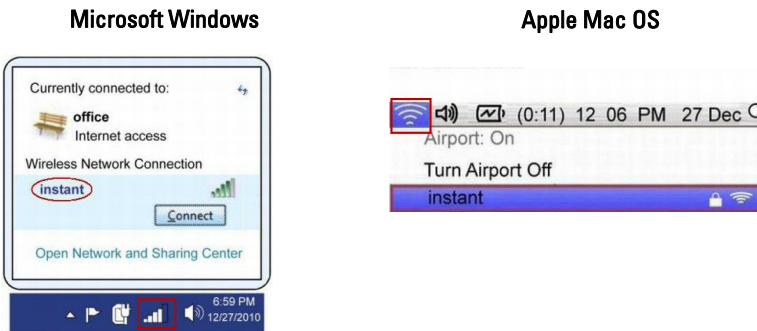 Microsoft Windows
Currently connected to:
office
Internet access
Wireless Network Connection
instant
Connect
Open Network and Sharing Center
6:59 PM
12/27/2010
Apple Mac OS
(0:11) 12 06 PM 27 Dec
Airport: On
Turn Airport Off
instant